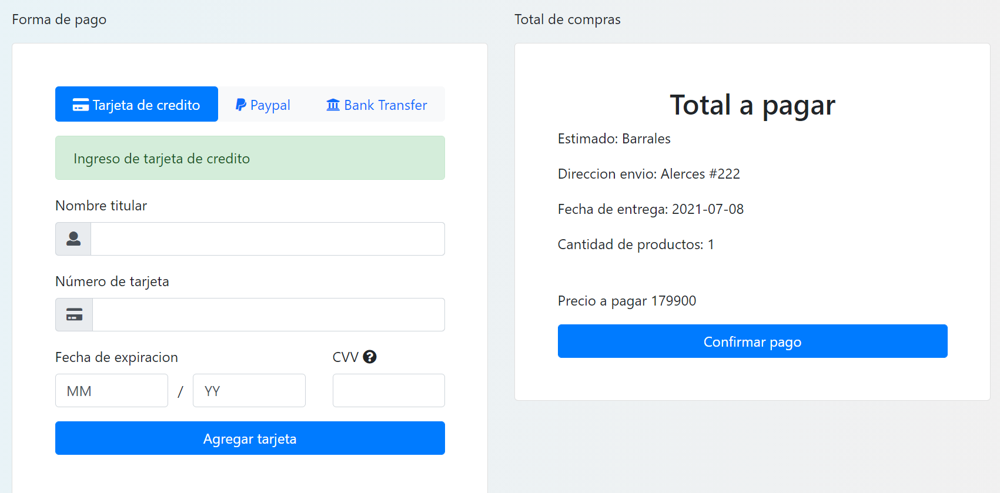 Forma de pago
Tarjeta de credito
Paypal
Bank Transfer
Ingreso de tarjeta de credito
Nombre titular
Número de tarjeta
Fecha de expiracion
CVV
MM / YY
Agregar tarjeta
Total de compras
Total a pagar
Estimado: Barrales
Direccion envio: Alerces #222
Fecha de entrega: 2021-07-08
Cantidad de productos: 1
Precio a pagar 179900
Confirmar pago